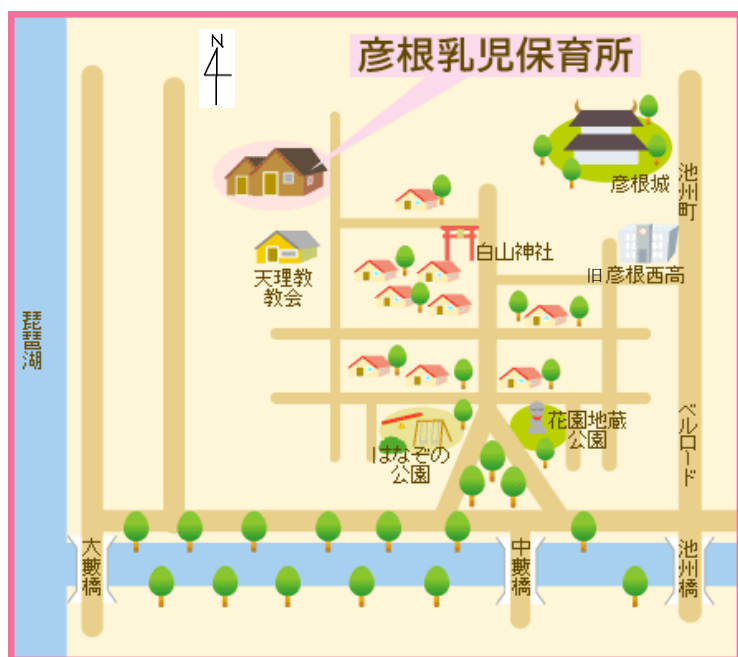 N
彦根乳児保育所
彦根城
池州町
白山神社
旧彦根西高
天理教
教会
琵琶湖
ベルロード
花園地蔵
公園
はなぞの
公園
大藪橋
中藪橋
池州橋